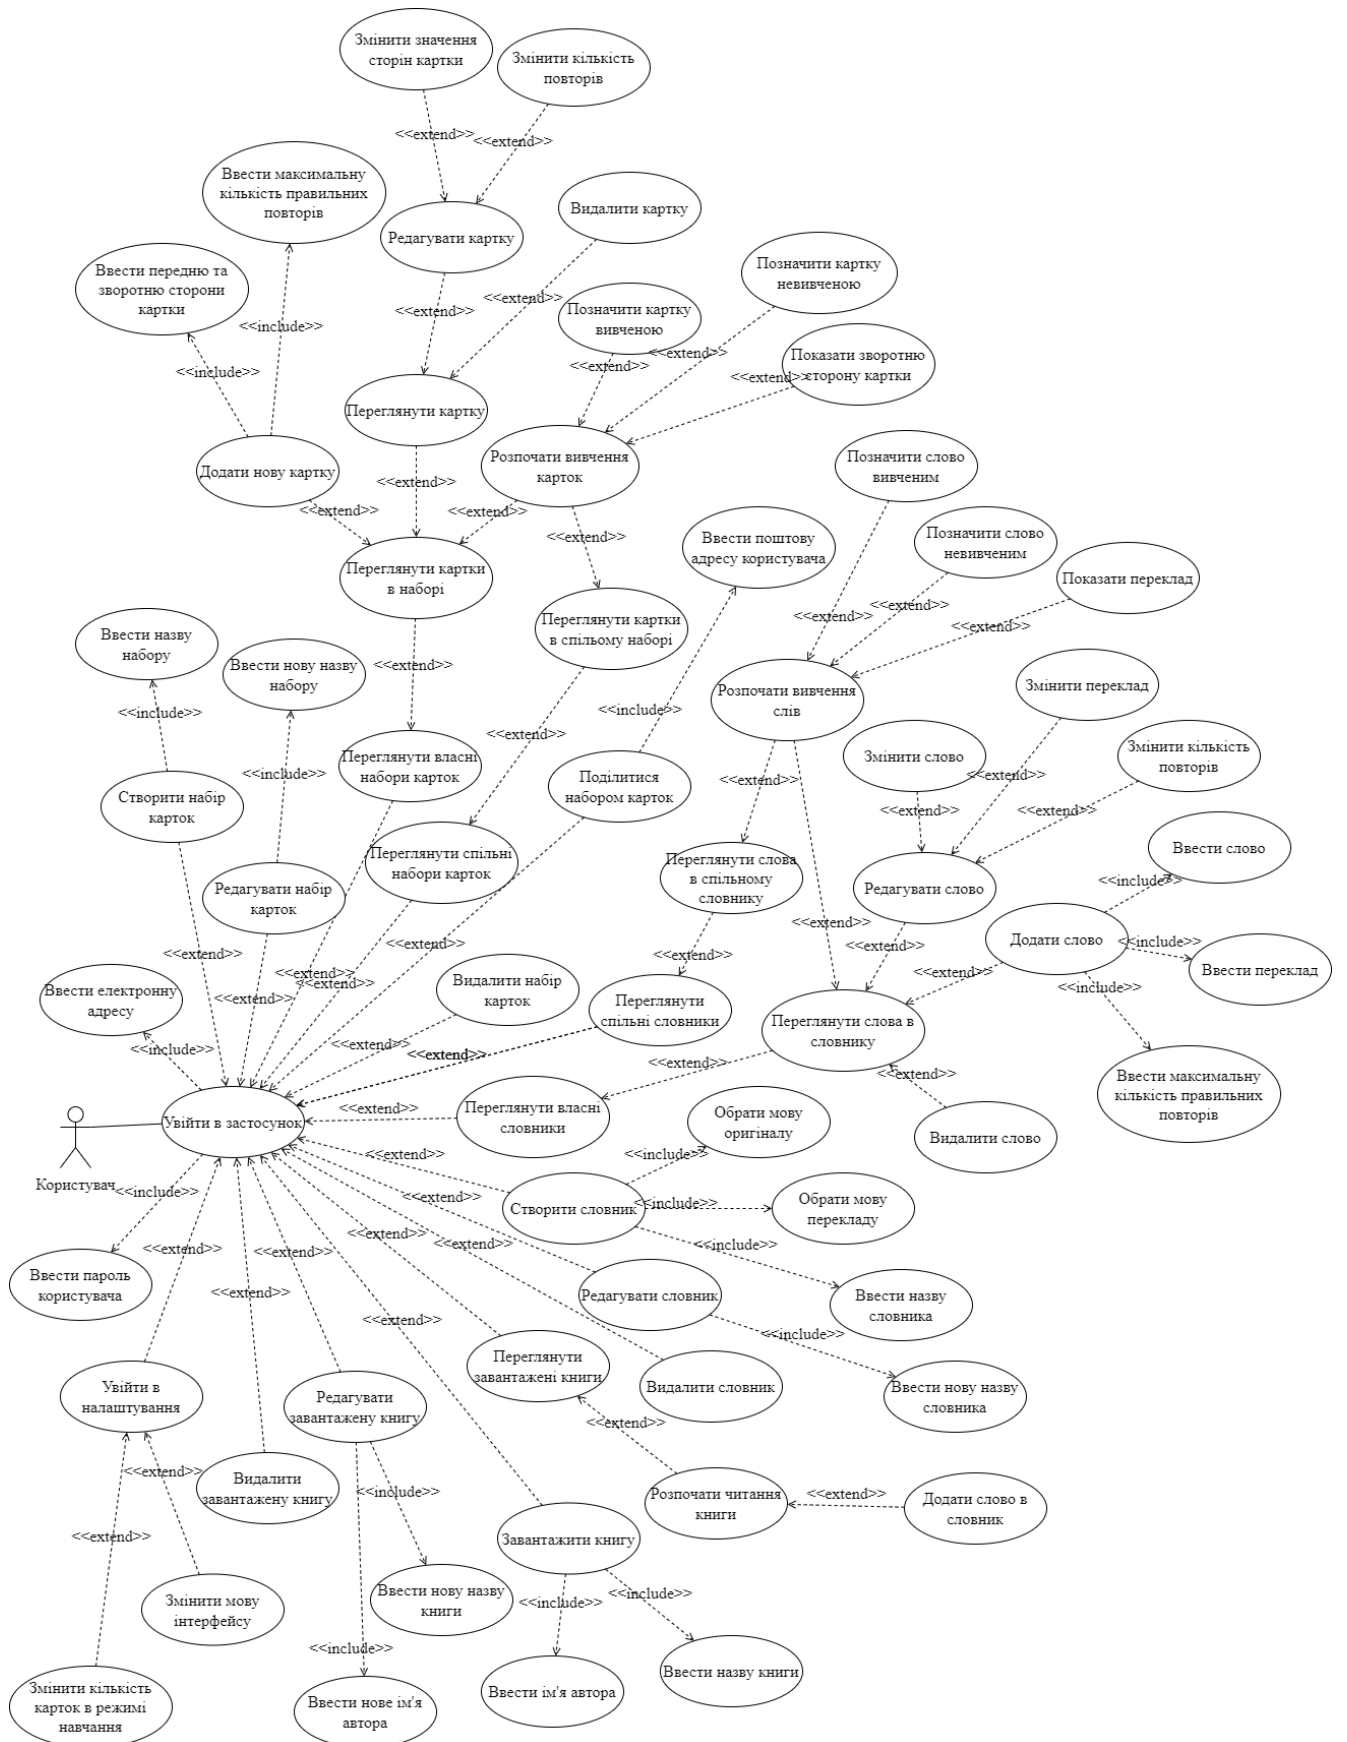 Змінити значення
сторін картки
Змінити кількість
повторів
<<extend>>
<<extend>>
Ввести максимальну
кількість правильних
повторів
Редагувати картку
Видалити картку
Ввести передню та
зворотню сторони
картки
Позначити картку
невивченою
<<extend>>
<<extend>>
Позначити картку
вивченою
<<include>>
<<include>>
<<extend>>
<<extend>>
<<extend>>
Показати зворотню
сторону картки
Переглянути картку
Додати нову картку
Розпочати вивчення
карток
Позначити слово
вивченим
<<extend>>
<<extend>>
<<extend>>
<<extend>>
Ввести поштову
адресу користувача
Позначити слово
невивченим
Показати переклад
Переглянути картки
в наборі
<<extend>>
<<extend>>
<<extend>>
Переглянути картки
в спільому наборі
Ввести назву
набору
Ввести нову назву
набору
<<extend>>
Розпочати вивчення
слів
Змінити переклад
<<include>>
<<include>>
<<extend>>
Змінити слово
Змінити кількість
повторів
Переглянути власні
набори карток
<<include>>
Поділитися
набором карток
<<extend>>
<<extend>>
Створити набір
карток
<<extend>>
<<extend>>
Переглянути спільні
набори карток
Переглянути слова
в спільному
словнику
Ввести слово
Редагувати набір
карток
Редагувати слово
<<include>>
Додати слово
<<include>>
Ввести переклад
<<extend>>
<<extend>>
<<extend>>
<<extend>>
<<extend>>
<<extend>>
<<extend>>
<<extend>>
<<include>>
Видалити набір
карток
Ввести електронну
адресу
Переглянути
спільні словники
Переглянути слова в
словнику
<<include>>
<<extend>>
<<extend>>
<<extend>>
<<extend>>
Ввести максимальну
кількість правильних
повторів
Увійти в застосунок
<<extend>>
Переглянути власні
словники
Обрати мову
оригіналу
Видалити слово
Користувач
<<include>>
<<extend>>
<<include>>
Створити словник
<<extend>>
<<include>>
Обрати мову
перекладу
<<extend>>
<<extend>>
<<extend>>
<<extend>>
<<include>>
Ввести пароль
користувача
<<extend>>
<<extend>>
Редагувати словник
Ввести назву
словника
<<include>>
Увійти в
налаштування
Редагувати
завантажену книгу
Переглянути
завантажені книги
Видалити словник
Ввести нову назву
словника
<<extend>>
<<extend>>
Видалити
завантажену книгу
<<include>>
Розпочати читання
книги
<<extend>>
Додати слово в
словник
<<extend>>
Завантажити книгу
Змінити мову
інтерфейсу
Ввести нову назву
книги
<<include>>
<<include>>
<<include>>
Ввести назву книги
Змінити кількість
карток в режимі
навчання
Ввести нове ім'я
автора
Ввести ім'я автора